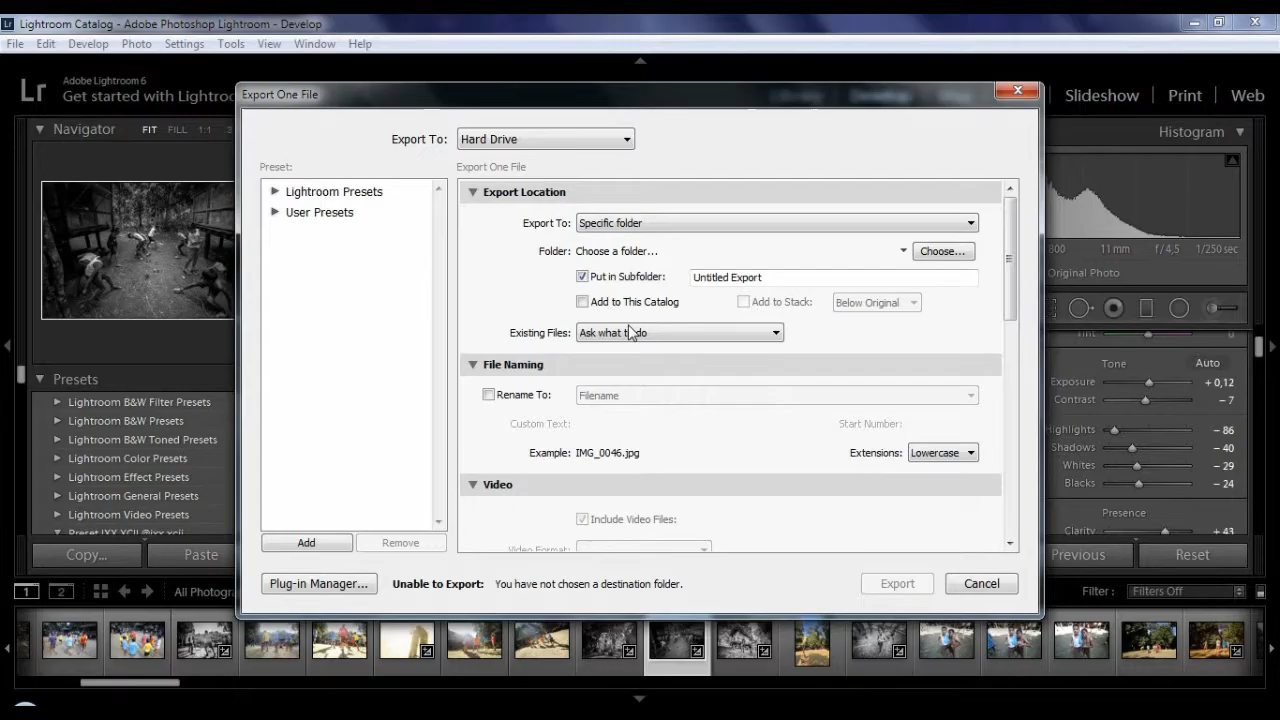 Lightroom Catalog - Adobe Photoshop Lightroom - Develop
File Edit Develop Photo Settings Tools View Window Help
Adobe Lightroom 6
Get started with Lightroo
Slideshow Print Web
Navigator FIT FILL 1:1
Histogram
Export One File
Export To: Hard Drive
Preset:
Export One File
Lightroom Presets
User Presets
Export Location
Export To: Specific folder
Folder: Choose a folder... Choose...
Put in Subfolder: Untitled Export
Add to This Catalog Add to Stack: Below Original
Existing Files: Ask what to do
File Naming
Rename To: Filename
Custom Text: Start Number:
Example: IMG_0046.jpg Extensions: Lowercase
Video
Include Video Files:
Video Format:
Add Remove
Plug-in Manager... Unable to Export: You have not chosen a destination folder. Export Cancel
800 11 mm f / 4,5 1/250 sec
Original Photo
Tint 0
Tone Auto
Exposure + 0,12
Contrast - 7
Highlights - 86
Shadows - 40
Whites - 29
Blacks - 24
Presence
Clarity + 43
Previous Reset
Presets
Lightroom B&W Filter Presets
Lightroom B&W Presets
Lightroom B&W Toned Presets
Lightroom Color Presets
Lightroom Effect Presets
Lightroom General Presets
Lightroom Video Presets
Copy... Paste
1 2 All Photogra
Filter : Filters Off